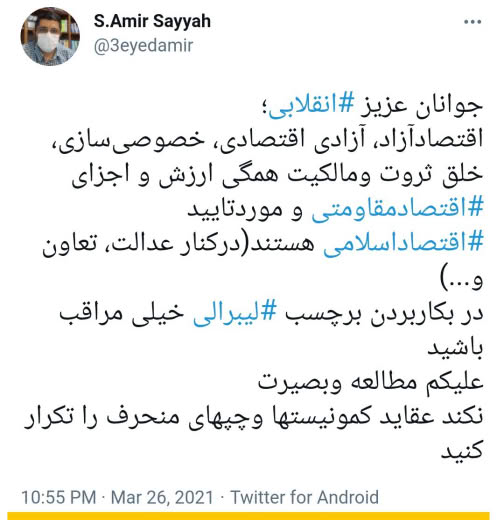 S.Amir Sayyah
@3eyedamir
جوانان عزیز #انقلابی؛
اقتصادآزاد، آزادی اقتصادی، خصوصی‌سازی،
خلق ثروت ومالکیت همگی ارزش و اجزای
#اقتصادمقاومتی و موردتایید
#اقتصاداسلامی هستند(درکنار عدالت، تعاون
و...)
در بکاربردن برچسب #لیبرالی خیلی مراقب
باشید
علیکم مطالعه وبصیرت
نکند عقاید کمونیستها وچپهای منحرف را تکرار
کنید
10:55 PM · Mar 26, 2021 · Twitter for Android